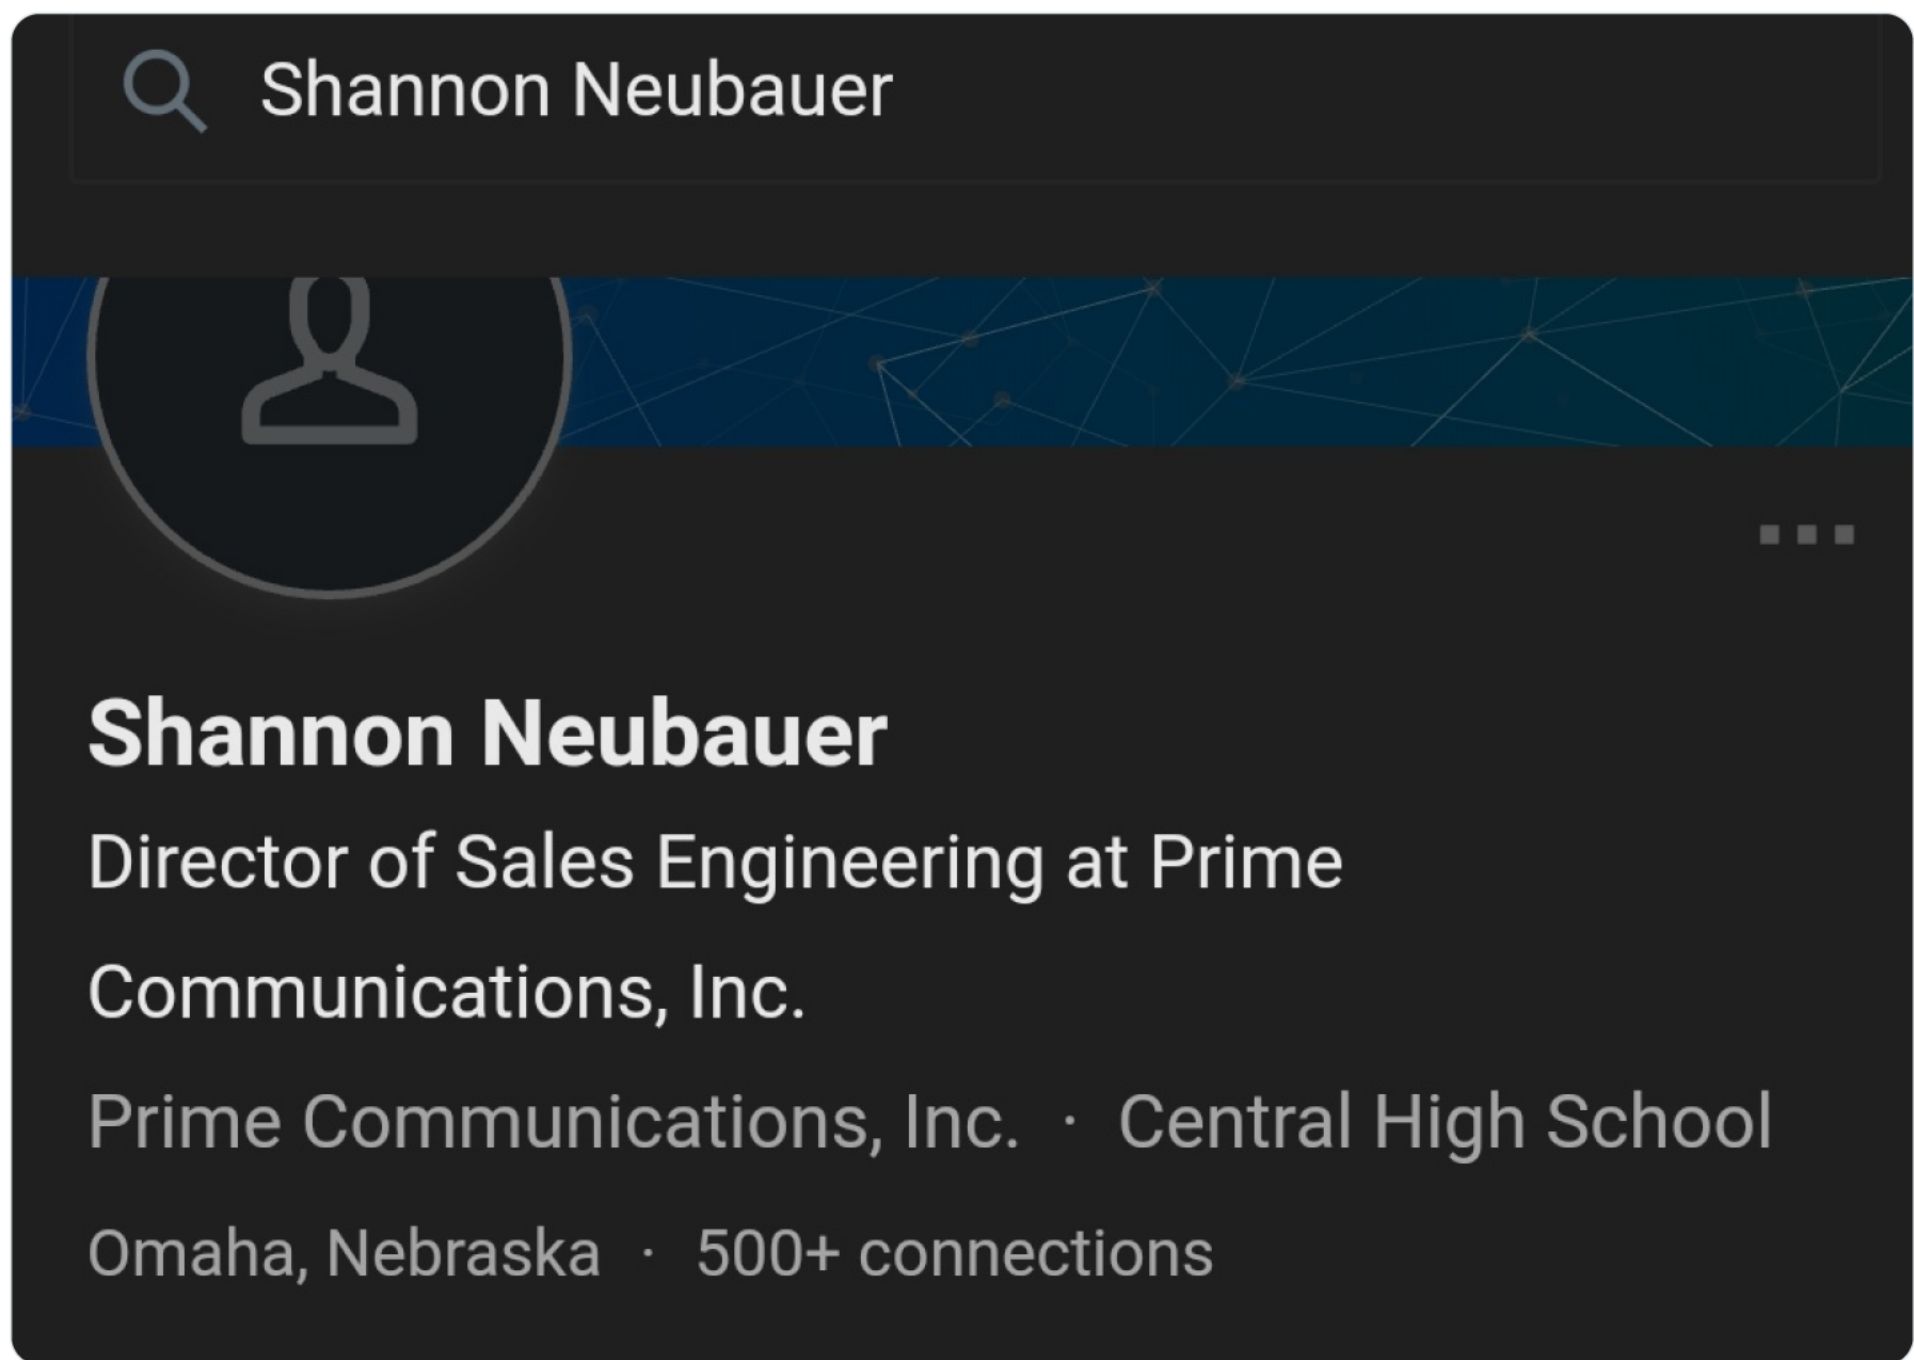 Shannon Neubauer
Shannon Neubauer
Director of Sales Engineering at Prime
Communications, Inc.
Prime Communications, Inc. · Central High School
Omaha, Nebraska · 500+ connections